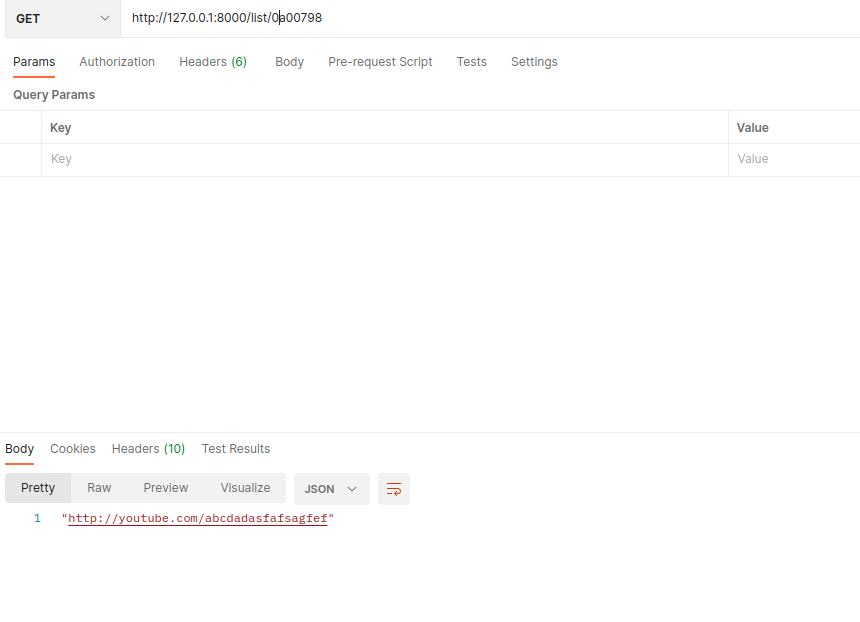 GET http://127.0.0.1:8000/list/0a00798
Params Authorization Headers (6) Body Pre-request Script Tests Settings
Query Params
Key Value
Key Value
Body Cookies Headers (10) Test Results
Pretty Raw Preview Visualize JSON
1 "http://youtube.com/abcdadasfafsagfef"